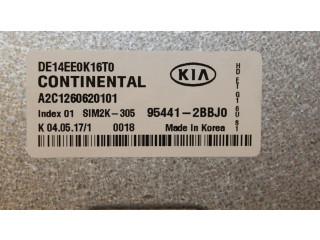 DE14EE0K16T0
CONTINENTAL
A2C1260620101
KIA
Index 01 SIM2K-305 95441-2BBJ0
K 04.05.17/1 0018 Made in Korea